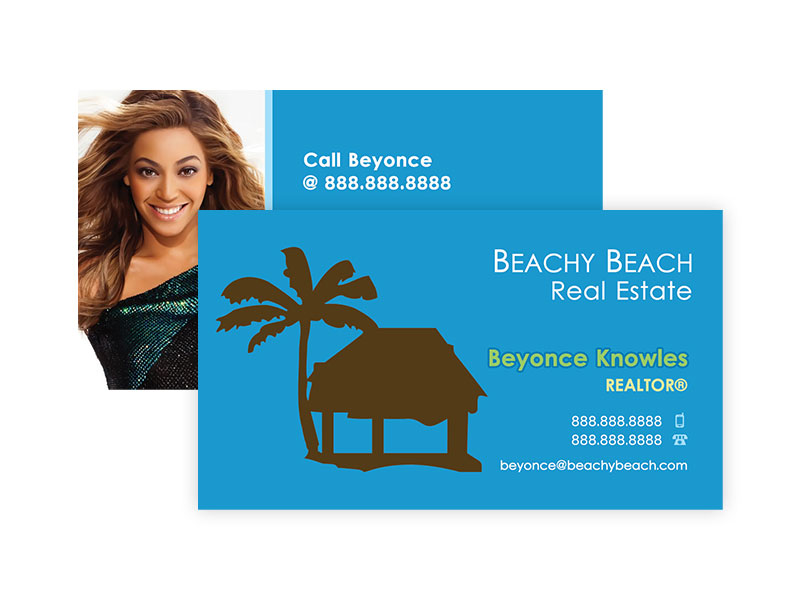 Call Beyonce
@ 888.888.8888
BEACHY BEACH
Real Estate
Beyonce Knowles
REALTOR®
888.888.8888
888.888.8888
beyonce@beachybeach.com